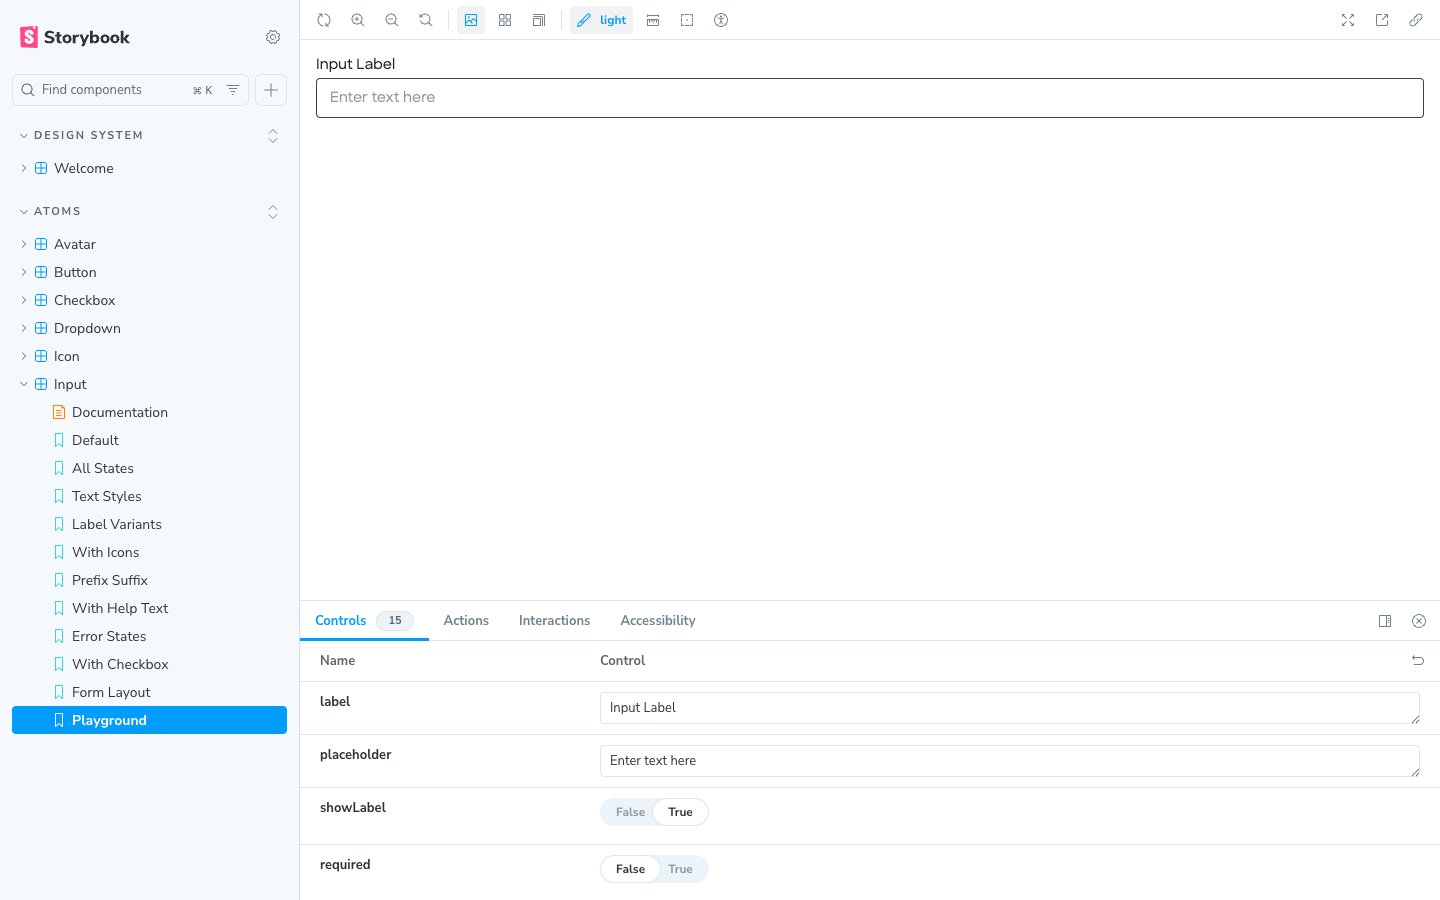 Storybook
Find components
⌘ K
DESIGN SYSTEM
Welcome
ATOMS
Avatar
Button
Checkbox
Dropdown
Icon
Input
Documentation
Default
All States
Text Styles
Label Variants
With Icons
Prefix Suffix
With Help Text
Error States
With Checkbox
Form Layout
Playground
light
Input Label
Enter text here
Controls 15 Actions Interactions Accessibility
Name Control
label Input Label
placeholder Enter text here
showLabel False True
required False True